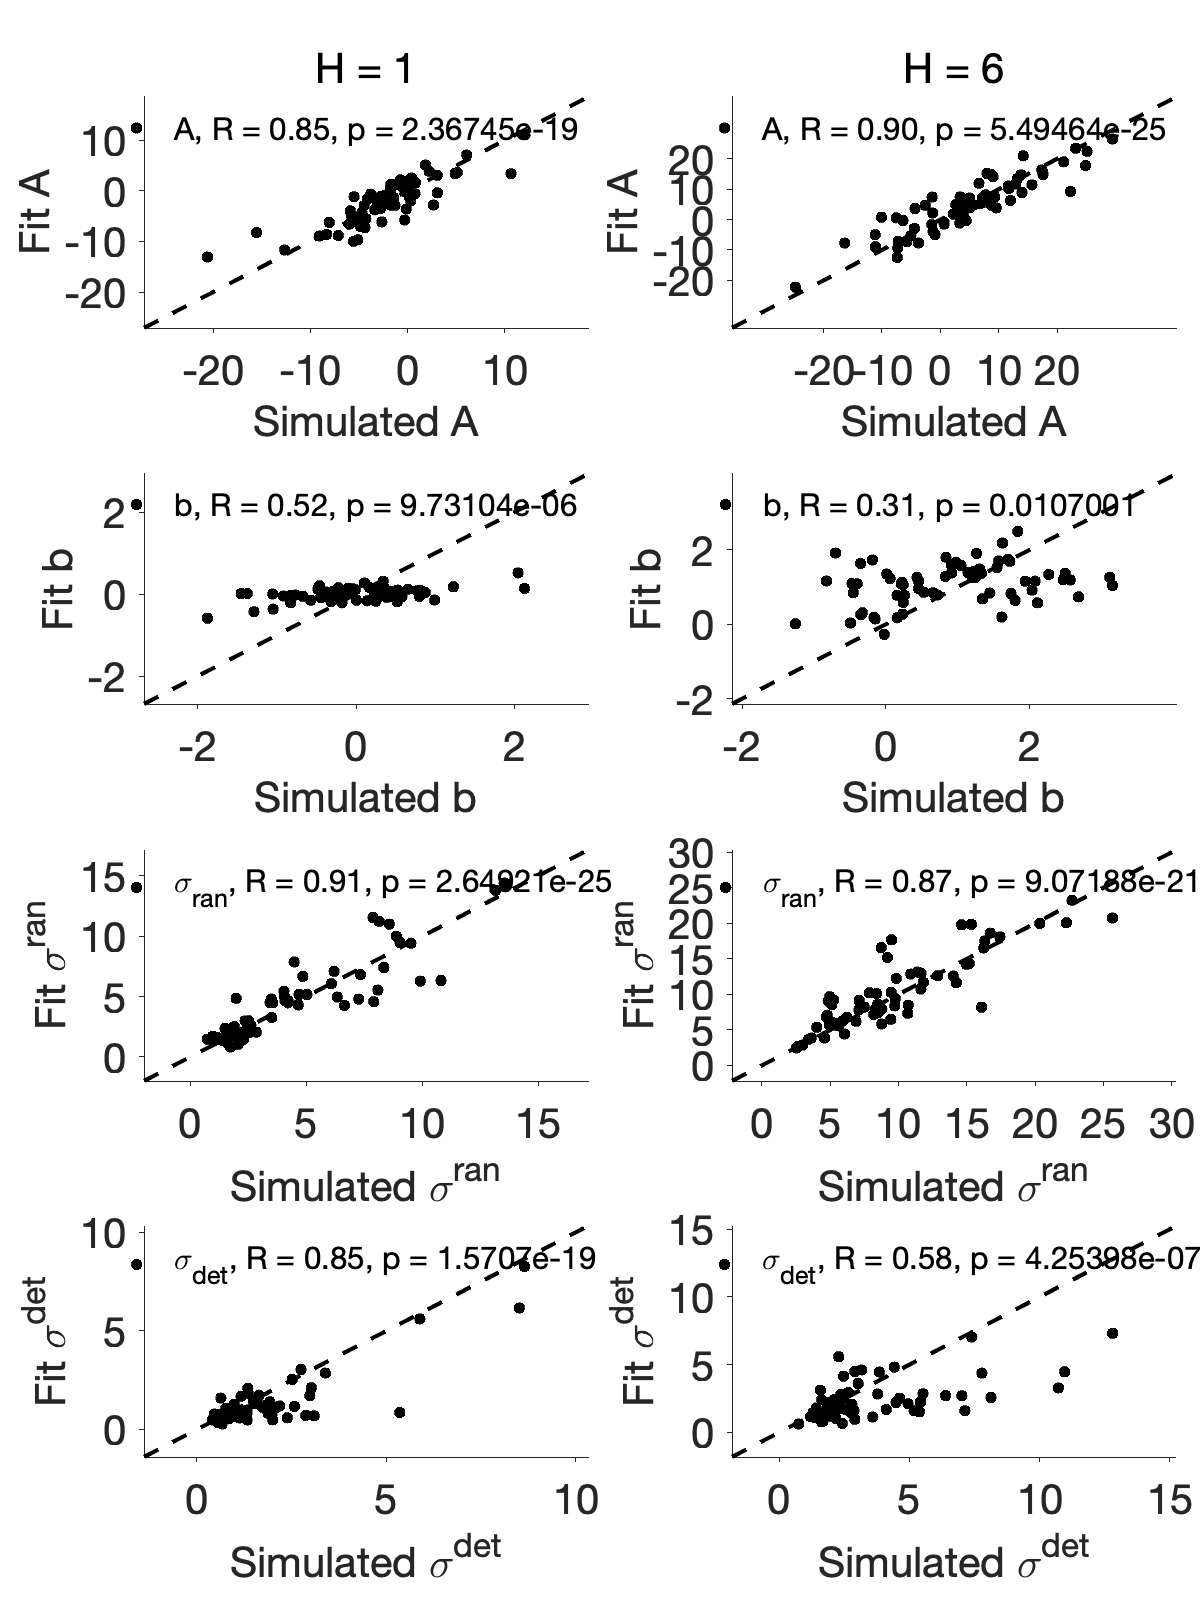 H = 1
H = 6
A, R = 0.85, p = 2.36745e-19
10
0
-10
-20
Fit A
-20 -10 0 10
Simulated A
A, R = 0.90, p = 5.49464e-25
20
10
0
-10
-20
Fit A
-20 -10 0 10 20
Simulated A
b, R = 0.52, p = 9.73104e-06
2
0
-2
Fit b
-2 0 2
Simulated b
b, R = 0.31, p = 0.0107001
2
0
-2
Fit b
-2 0 2
Simulated b
σran, R = 0.91, p = 2.64921e-25
15
10
5
0
Fit σran
0 5 10 15
Simulated σran
σran, R = 0.87, p = 9.07188e-21
30
25
20
15
10
5
0
Fit σran
0 5 10 15 20 25 30
Simulated σran
σdet, R = 0.85, p = 1.5707e-19
10
5
0
Fit σdet
0 5 10
Simulated σdet
σdet, R = 0.58, p = 4.25398e-07
15
10
5
0
Fit σdet
0 5 10 15
Simulated σdet